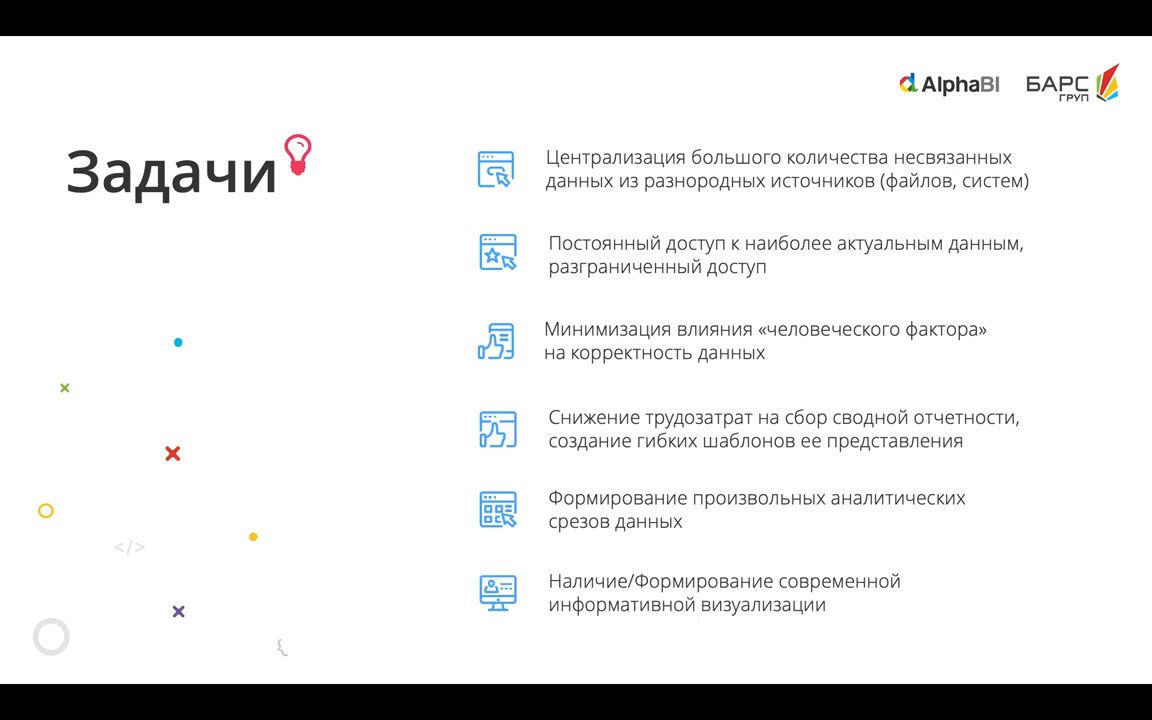 AlphaBI
БАРС
ГРУП
Задачи
Централизация большого количества несвязанных
данных из разнородных источников (файлов, систем)
Постоянный доступ к наиболее актуальным данным,
разграниченный доступ
Минимизация влияния «человеческого фактора»
на корректность данных
Снижение трудозатрат на сбор сводной отчетности,
создание гибких шаблонов ее представления
Формирование произвольных аналитических
срезов данных
Наличие/Формирование современной
информативной визуализации
</>
{